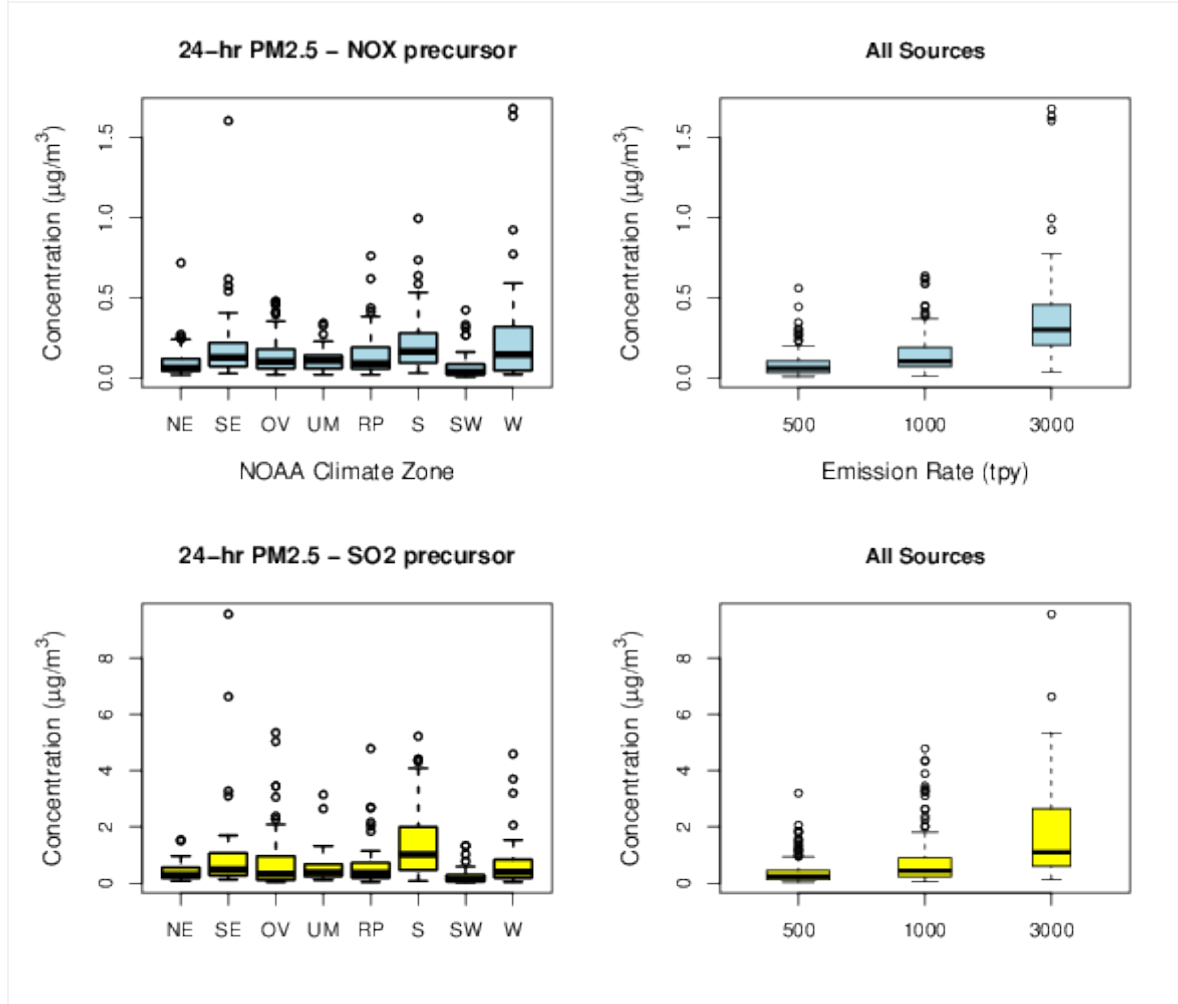 24−hr PM2.5 − NOX precursor
All Sources
Concentration (µg/m³)
0.0 0.5 1.0 1.5
NE SE OV UM RP S SW W
NOAA Climate Zone
Concentration (µg/m³)
0.0 0.5 1.0 1.5
500 1000 3000
Emission Rate (tpy)
24−hr PM2.5 − SO2 precursor
All Sources
Concentration (µg/m³)
0 2 4 6 8
NE SE OV UM RP S SW W
Concentration (µg/m³)
0 2 4 6 8
500 1000 3000